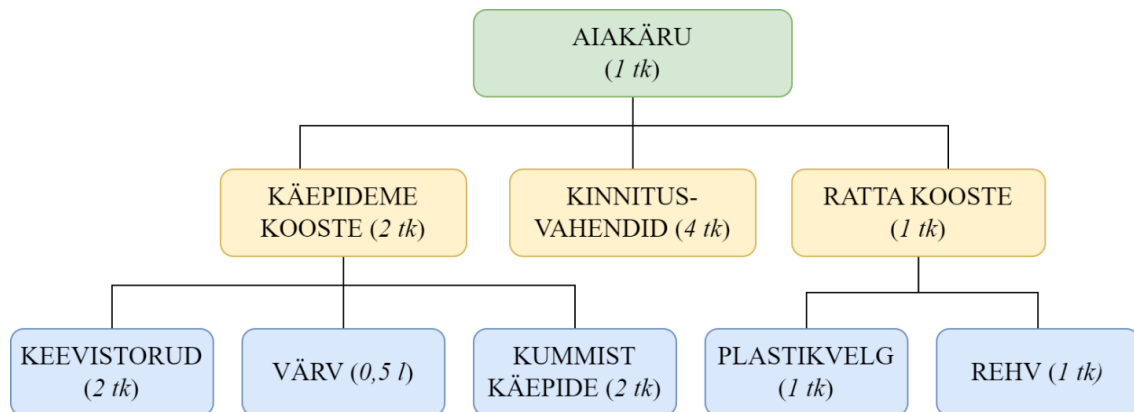 AIAKÄRU
(1 tk)
KÄEPIDEME
KOOSTE (2 tk)
KINNITUS-
VAHENDID (4 tk)
RATTA KOOSTE
(1 tk)
KEEVISTORUD
(2 tk)
VÄRV (0,5 l)
KUMMIST
KÄEPIDE (2 tk)
PLASTIKVELG
(1 tk)
REHV (1 tk)